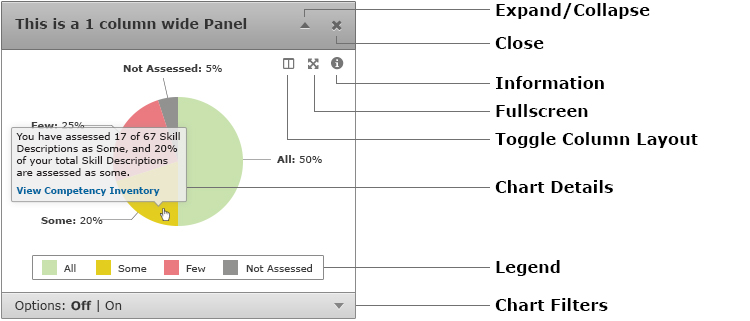 This is a 1 column wide Panel
Expand/Collapse
Close
Information
Fullscreen
Toggle Column Layout
Not Assessed: 5%
Few: 25%
You have assessed 17 of 67 Skill
Descriptions as Some, and 20%
of your total Skill Descriptions
are assessed as some.
View Competency Inventory
All: 50%
Chart Details
Some: 20%
All Some Few Not Assessed
Legend
Options: Off | On
Chart Filters